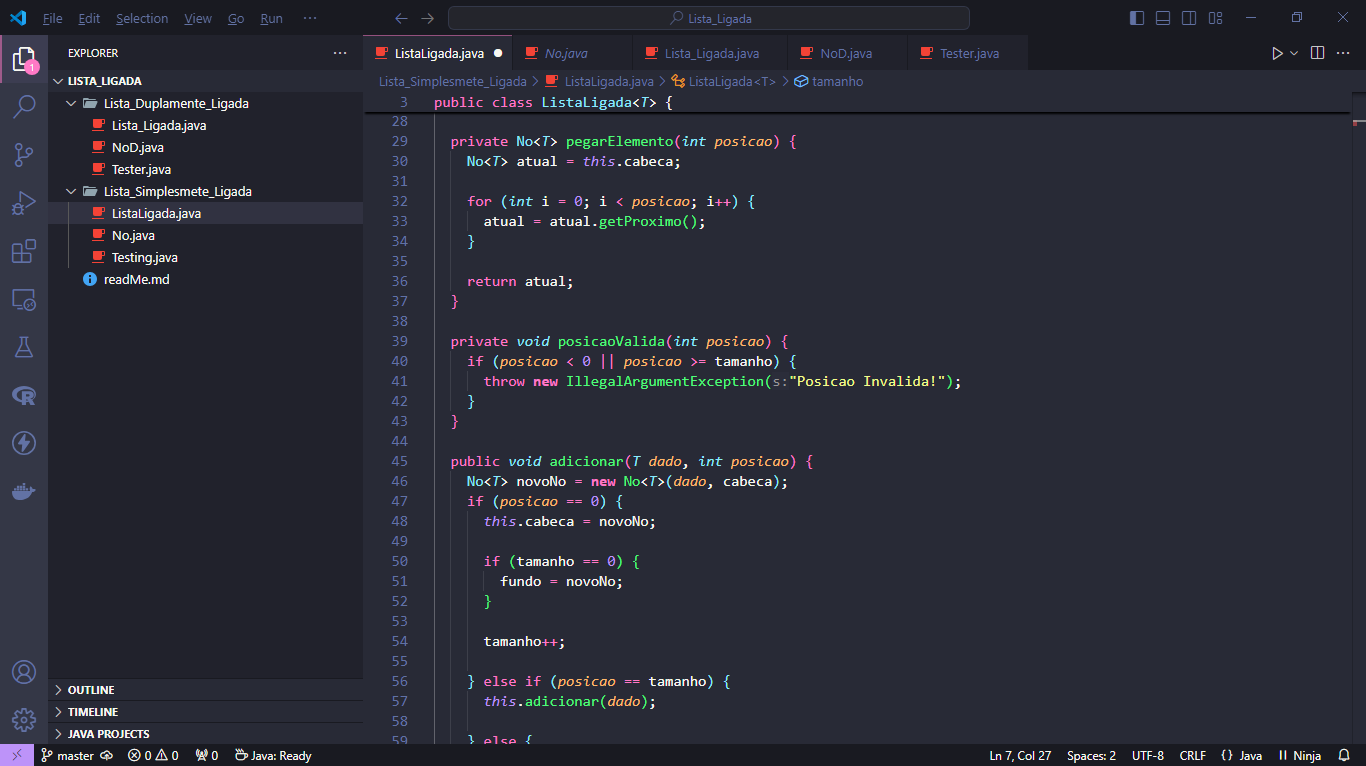 File Edit Selection View Go Run ··· ← → Lista_Ligada
EXPLORER ···
ListaLigada.java ● No.java Lista_Ligada.java NoD.java Tester.java ···
1
LISTA_LIGADA
Lista_Duplamente_Ligada
Lista_Ligada.java
NoD.java
Tester.java
Lista_Simplesmete_Ligada
ListaLigada.java
No.java
Testing.java
readMe.md
OUTLINE
TIMELINE
JAVA PROJECTS
Lista_Simplesmete_Ligada > ListaLigada.java > ListaLigada<T> > tamanho
3 public class ListaLigada<T> {
28
29 private No<T> pegarElemento(int posicao) {
30 No<T> atual = this.cabeca;
31
32 for (int i = 0; i < posicao; i++) {
33 atual = atual.getProximo();
34 }
35
36 return atual;
37 }
38
39 private void posicaoValida(int posicao) {
40 if (posicao < 0 || posicao >= tamanho) {
41 throw new IllegalArgumentException(s:"Posicao Invalida!");
42 }
43 }
44
45 public void adicionar(T dado, int posicao) {
46 No<T> novoNo = new No<T>(dado, cabeca);
47 if (posicao == 0) {
48 this.cabeca = novoNo;
49
50 if (tamanho == 0) {
51 fundo = novoNo;
52 }
53
54 tamanho++;
55
56 } else if (posicao == tamanho) {
57 this.adicionar(dado);
58
59 } else {
master 0 0 0 Java: Ready Ln 7, Col 27 Spaces: 2 UTF-8 CRLF {} Java Ninja